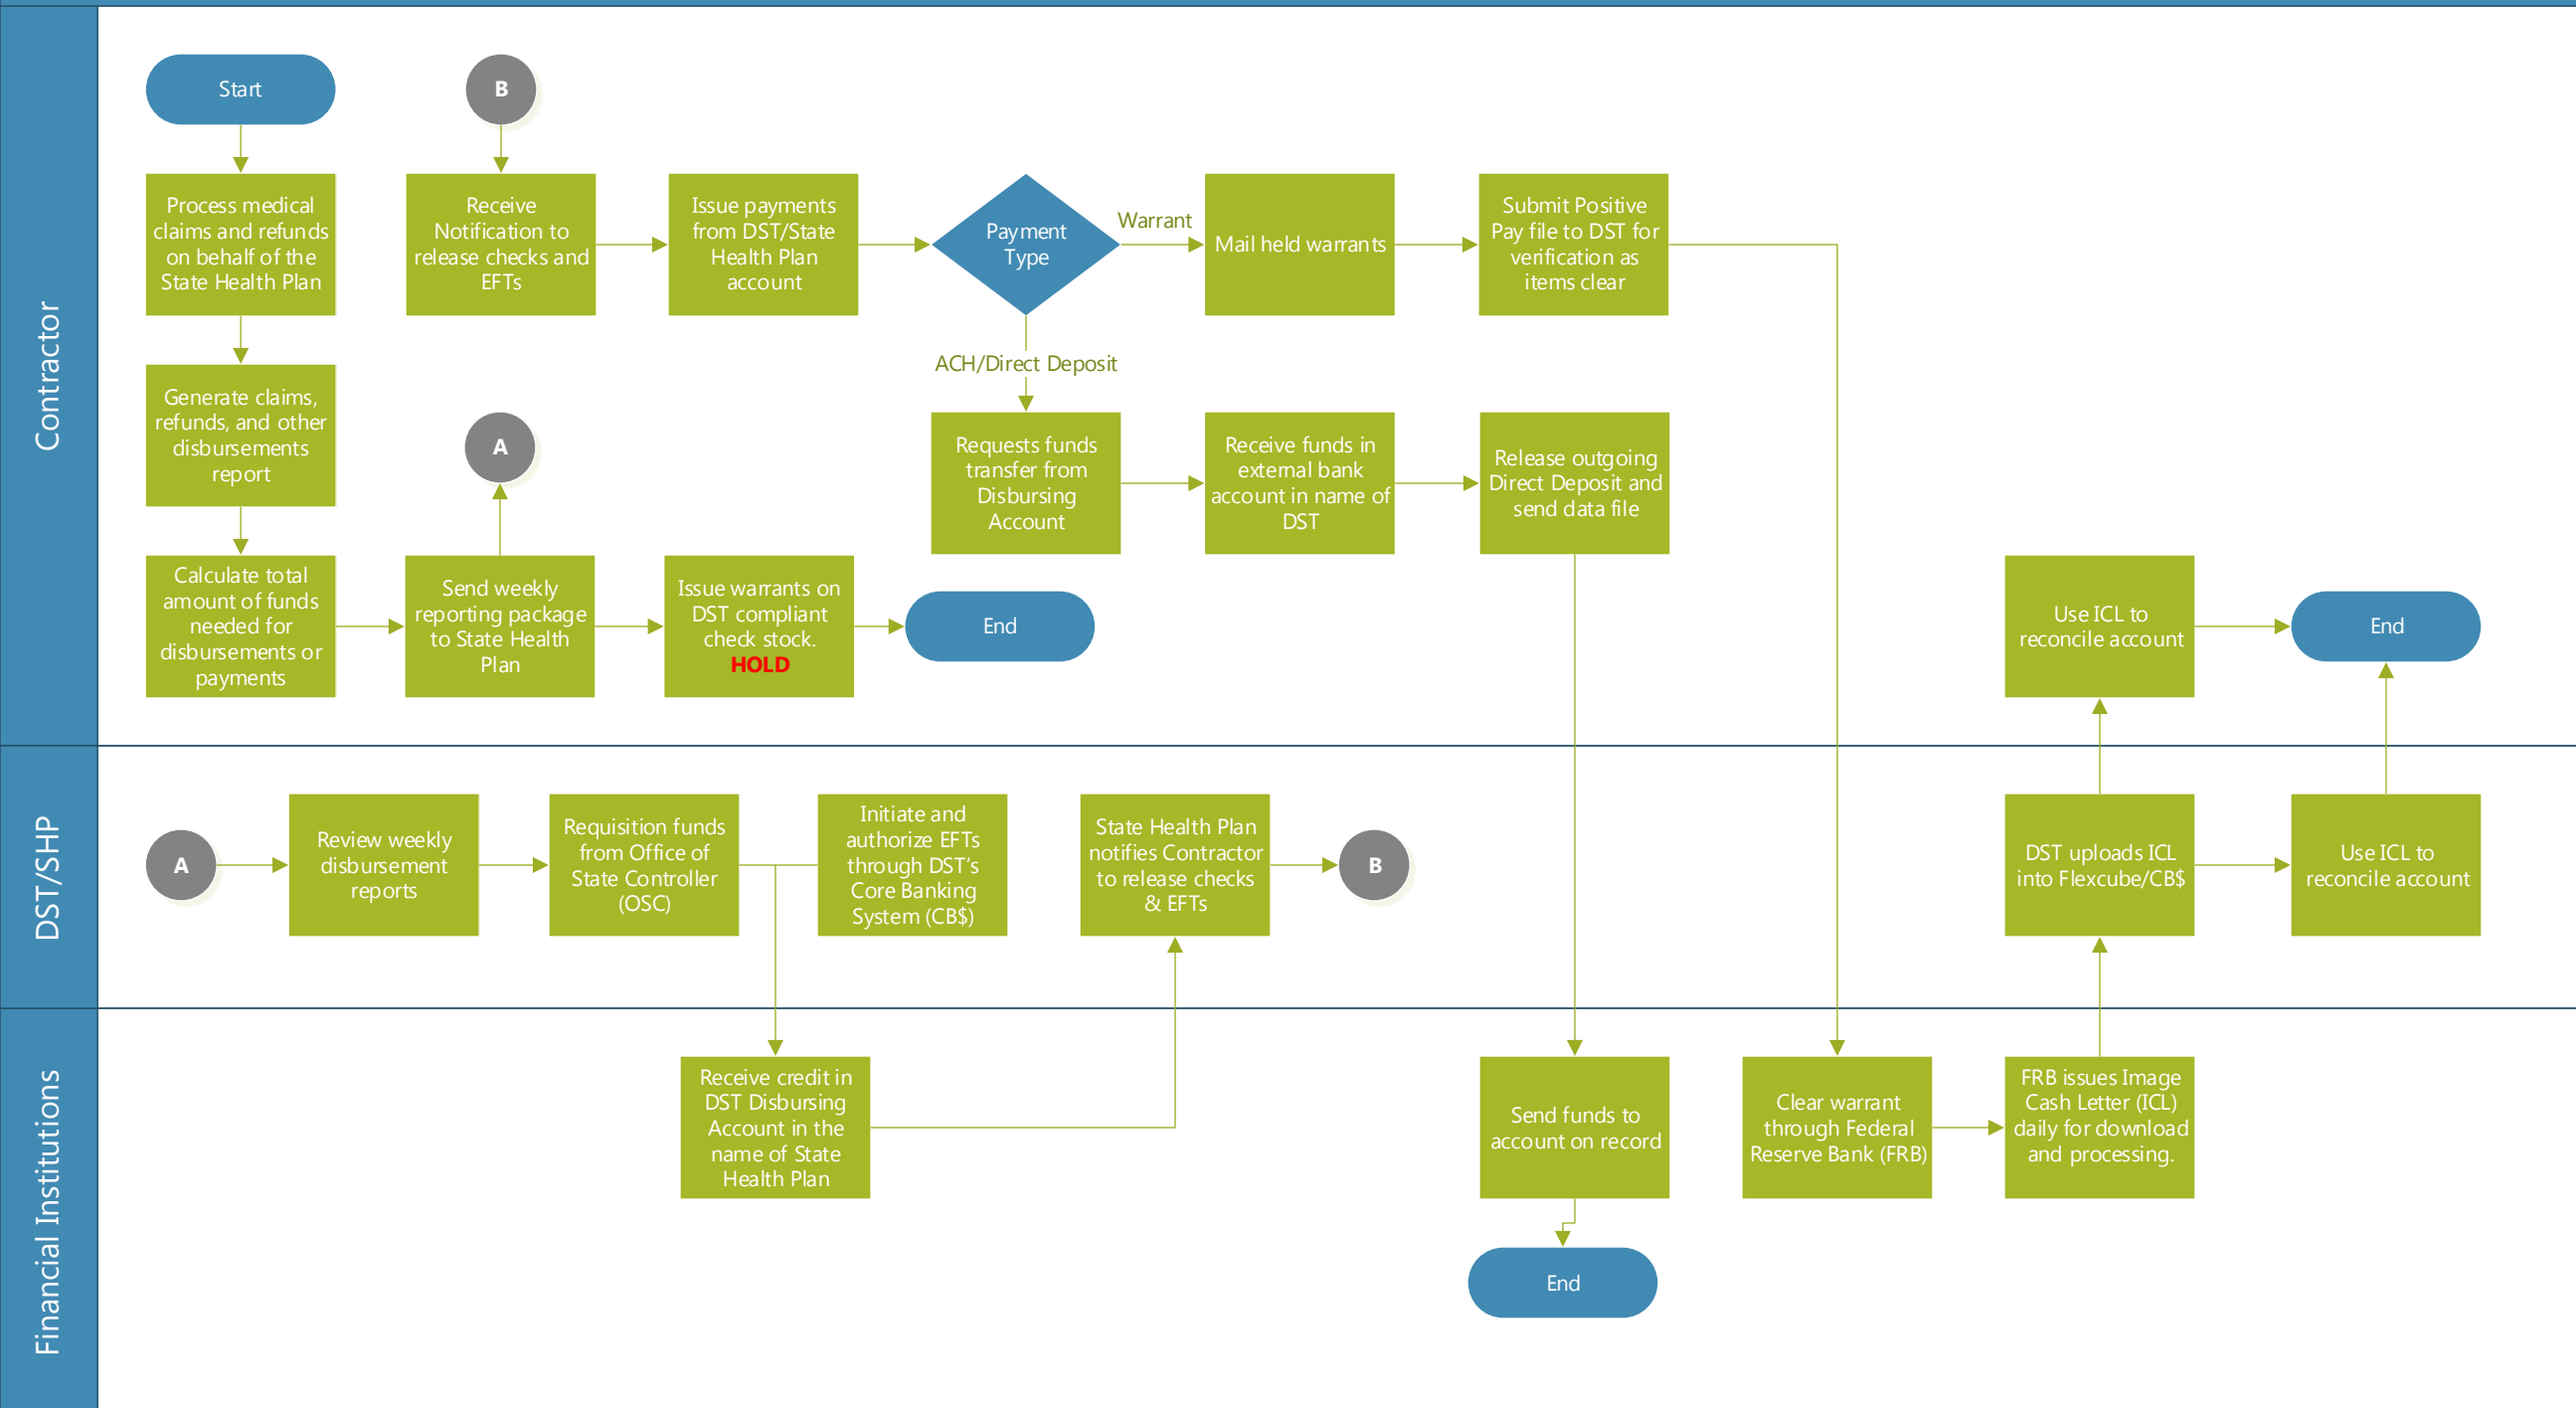 Contractor
Start
Process medical
claims and refunds
on behalf of the
State Health Plan
Generate claims,
refunds, and other
disbursements
report
Calculate total
amount of funds
needed for
disbursements or
payments
Send weekly
reporting package
to State Health
Plan
A
Issue warrants on
DST compliant
check stock.
HOLD
End
B
Receive
Notification to
release checks and
EFTs
Issue payments
from DST/State
Health Plan
account
Payment
Type
Warrant
Mail held warrants
Submit Positive
Pay file to DST for
verification as
items clear
ACH/Direct Deposit
Requests funds
transfer from
Disbursing
Account
Receive funds in
external bank
account in name of
DST
Release outgoing
Direct Deposit and
send data file
Use ICL to
reconcile account
End
DST/SHP
A
Review weekly
disbursement
reports
Requisition funds
from Office of
State Controller
(OSC)
Initiate and
authorize EFTs
through DST’s
Core Banking
System (CB$)
State Health Plan
notifies Contractor
to release checks
& EFTs
B
DST uploads ICL
into Flexcube/CB$
Use ICL to
reconcile account
Financial Institutions
Receive credit in
DST Disbursing
Account in the
name of State
Health Plan
Send funds to
account on record
End
Clear warrant
through Federal
Reserve Bank (FRB)
FRB issues Image
Cash Letter (ICL)
daily for download
and processing.